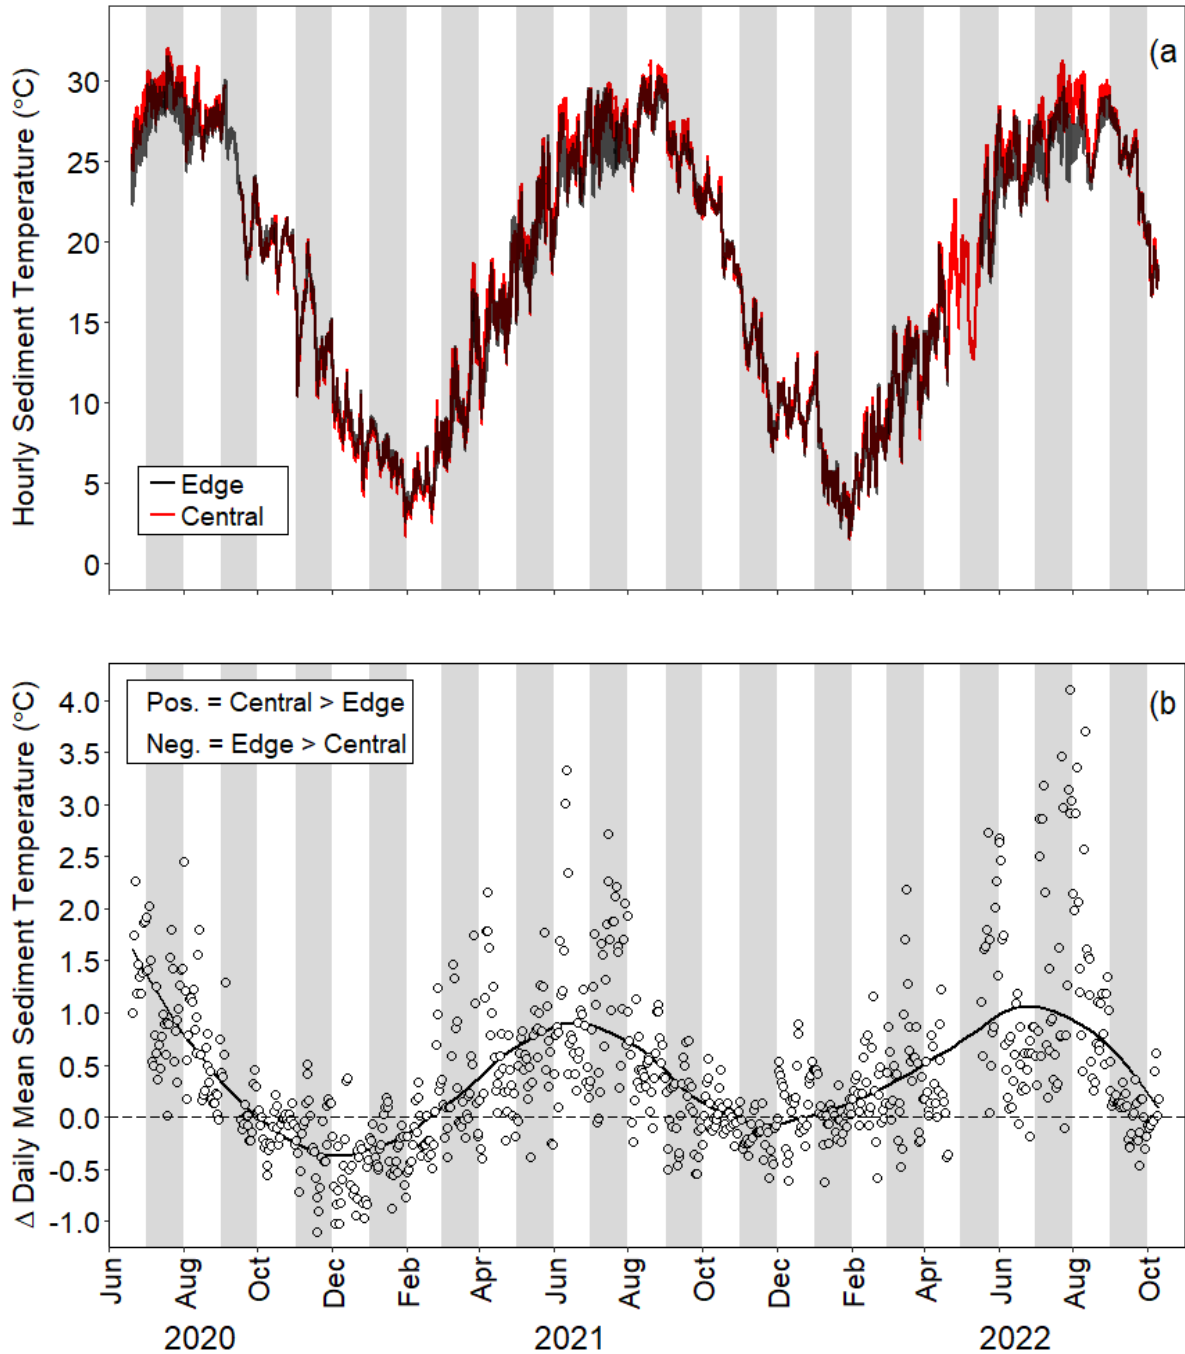 (a
Hourly Sediment Temperature (°C)
30
25
20
15
10
5
0
Edge
Central
(b
Δ Daily Mean Sediment Temperature (°C)
Pos. = Central > Edge
Neg. = Edge > Central
4.0
3.5
3.0
2.5
2.0
1.5
1.0
0.5
0.0
-0.5
-1.0
Jun Aug Oct Dec Feb Apr Jun Aug Oct Dec Feb Apr Jun Aug Oct
2020 2021 2022